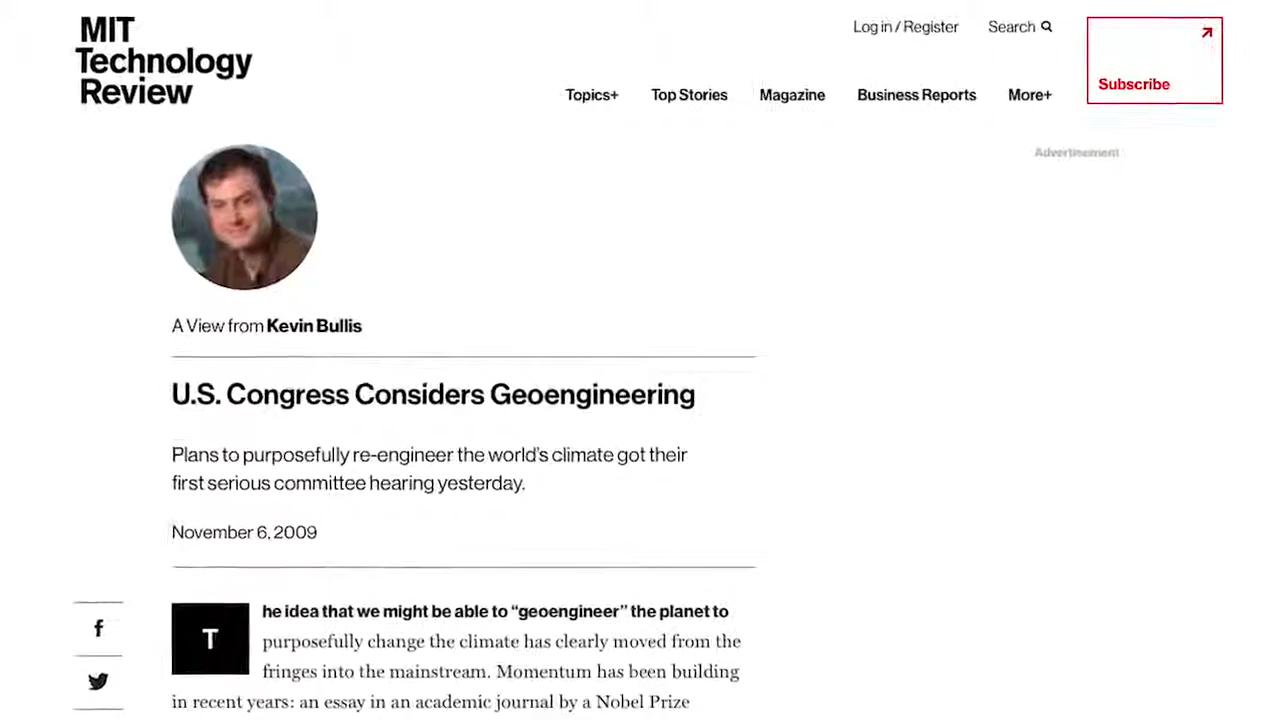 MIT
Technology
Review
Log in / Register
Search
Topics+
Top Stories
Magazine
Business Reports
More+
Subscribe
Advertisement
A View from Kevin Bullis
U.S. Congress Considers Geoengineering
Plans to purposefully re-engineer the world's climate got their
first serious committee hearing yesterday.
November 6, 2009
The idea that we might be able to “geoengineer” the planet to
purposefully change the climate has clearly moved from the
fringes into the mainstream. Momentum has been building
in recent years: an essay in an academic journal by a Nobel Prize